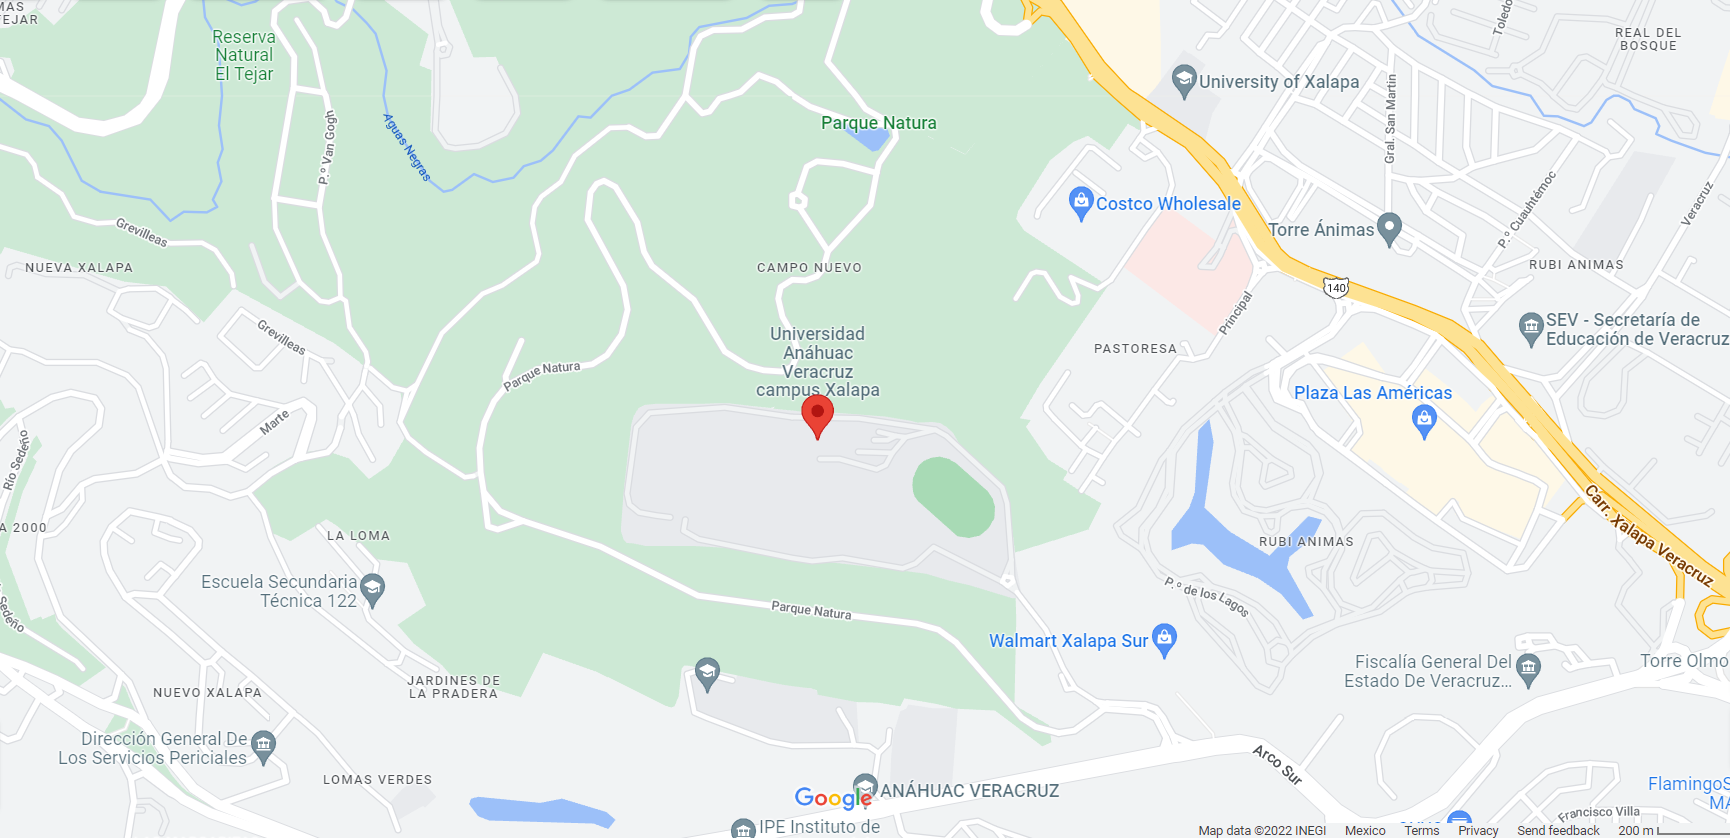 TEJAR
Reserva
Natural
El Tejar
P.º Van Gogh
Aguas Negras
Parque Natura
University of Xalapa
Toledo
REAL DEL
BOSQUE
Gral. San Martin
Costco Wholesale
Torre Ánimas
P.º Cuauhtémoc
Veracruz
RUBI ANIMAS
Grevilleas
NUEVA XALAPA
CAMPO NUEVO
140
Principal
SEV - Secretaría de
Educación de Veracruz
Grevilleas
Universidad
Anáhuac
Veracruz
campus Xalapa
PASTORESA
Parque Natura
Plaza Las Américas
Marte
Río Sedeño
A 2000
LA LOMA
Carr. Xalapa Veracruz
RUBI ANIMAS
Escuela Secundaria
Técnica 122
P.º de los Lagos
Parque Natura
Sedeño
Walmart Xalapa Sur
Fiscalía General Del
Estado De Veracruz...
Torre Olmo
JARDINES DE
LA PRADERA
NUEVO XALAPA
Dirección General De
Los Servicios Periciales
Arco Sur
LOMAS VERDES
Google
ANÁHUAC VERACRUZ
FlamingoS
MA
Francisco Villa
IPE Instituto de
Map data ©2022 INEGI
Mexico
Terms
Privacy
Send feedback
200 m